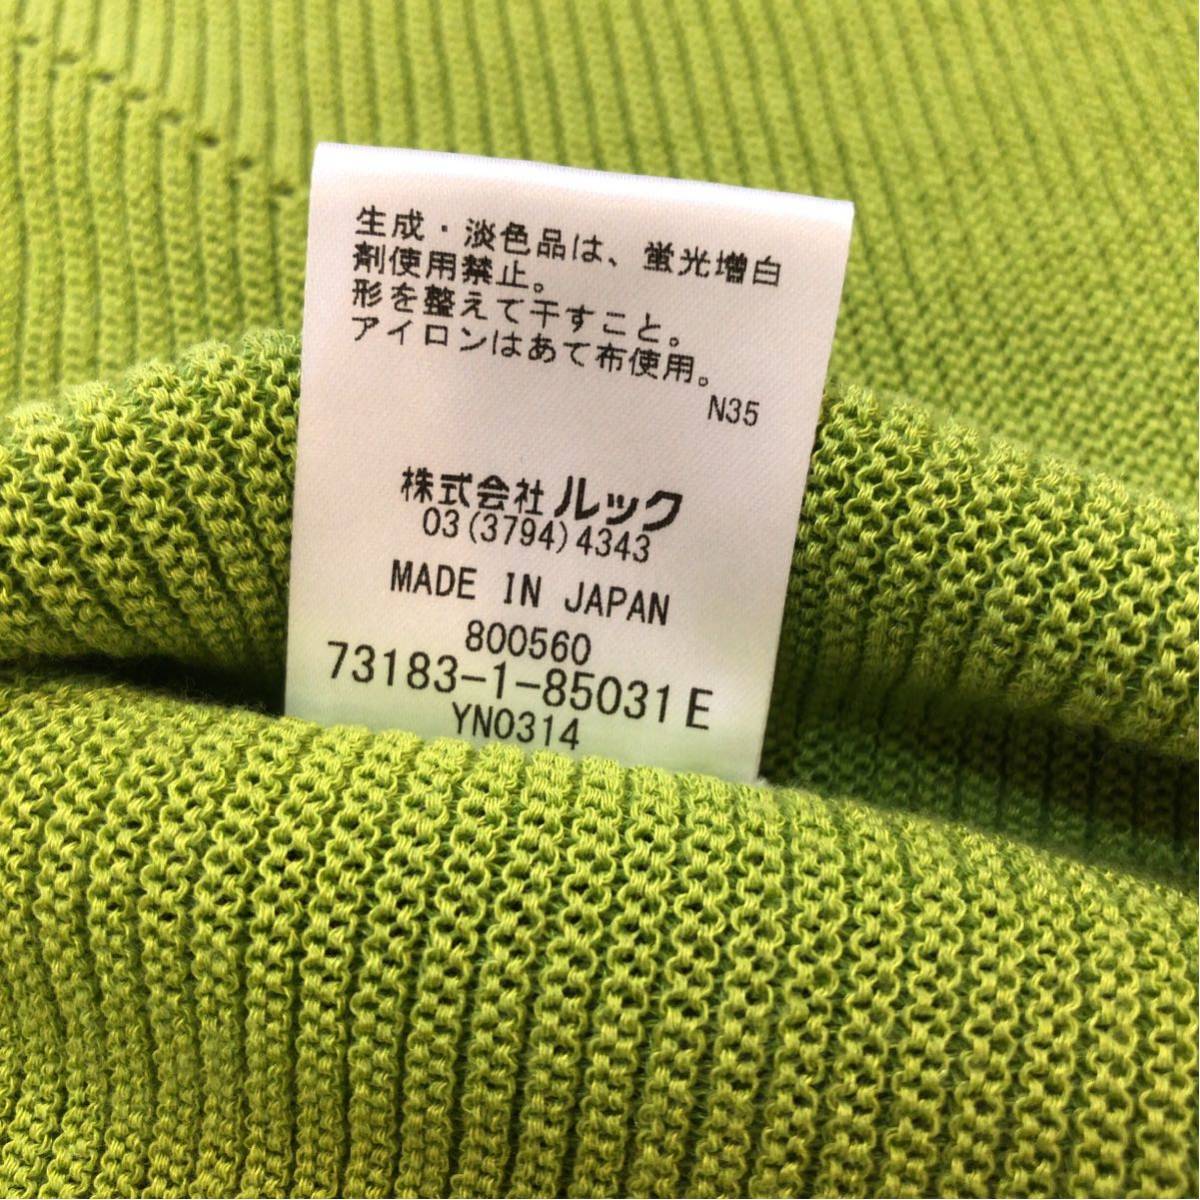 生成・淡色品は、蛍光増白
剤使用禁止。
形を整えて干すこと。
アイロンはあて布使用。
N35
株式会社 ルック
03(3794)4343
MADE IN JAPAN
800560
73183-1-85031E
YN0314